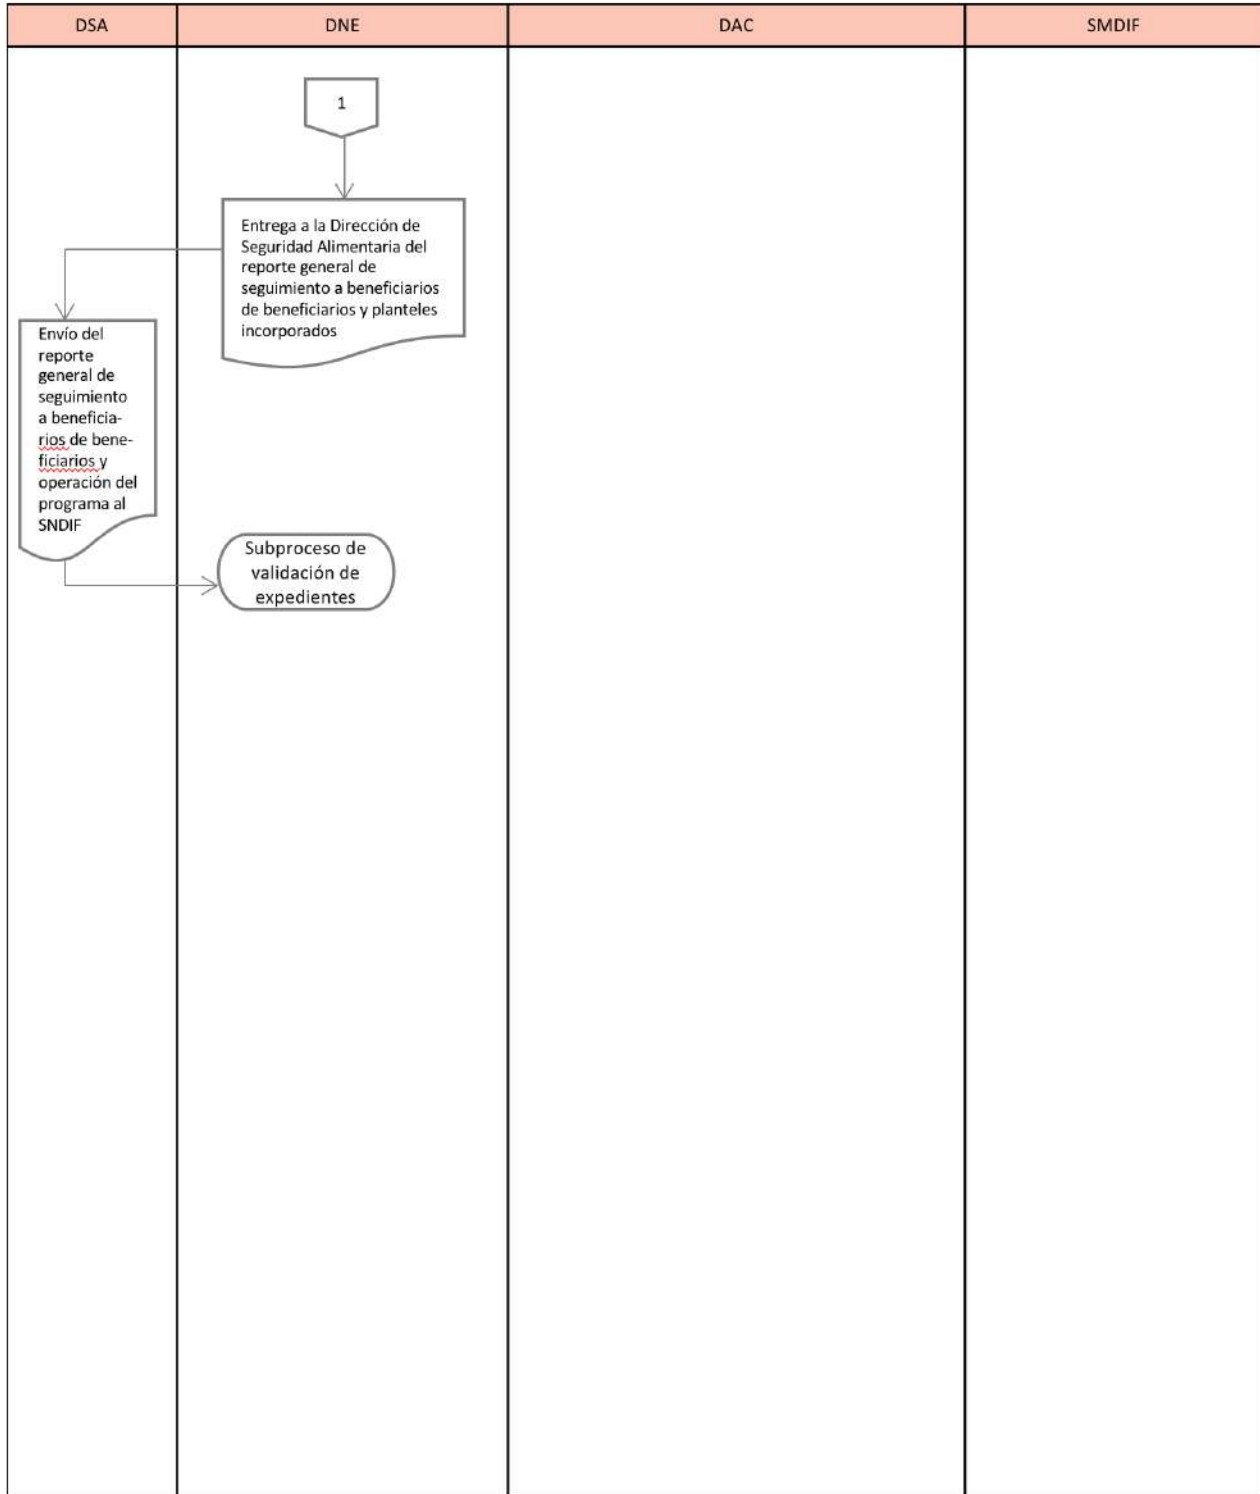 DSA
DNE
DAC
SMDIF
1
Entrega a la Dirección de
Seguridad Alimentaria del
reporte general de
seguimiento a beneficiarios
de beneficiarios y planteles
incorporados
Envío del
reporte
general de
seguimiento
a beneficia-
rios de bene-
ficiarios y
operación del
programa al
SNDIF
Subproceso de
validación de
expedientes